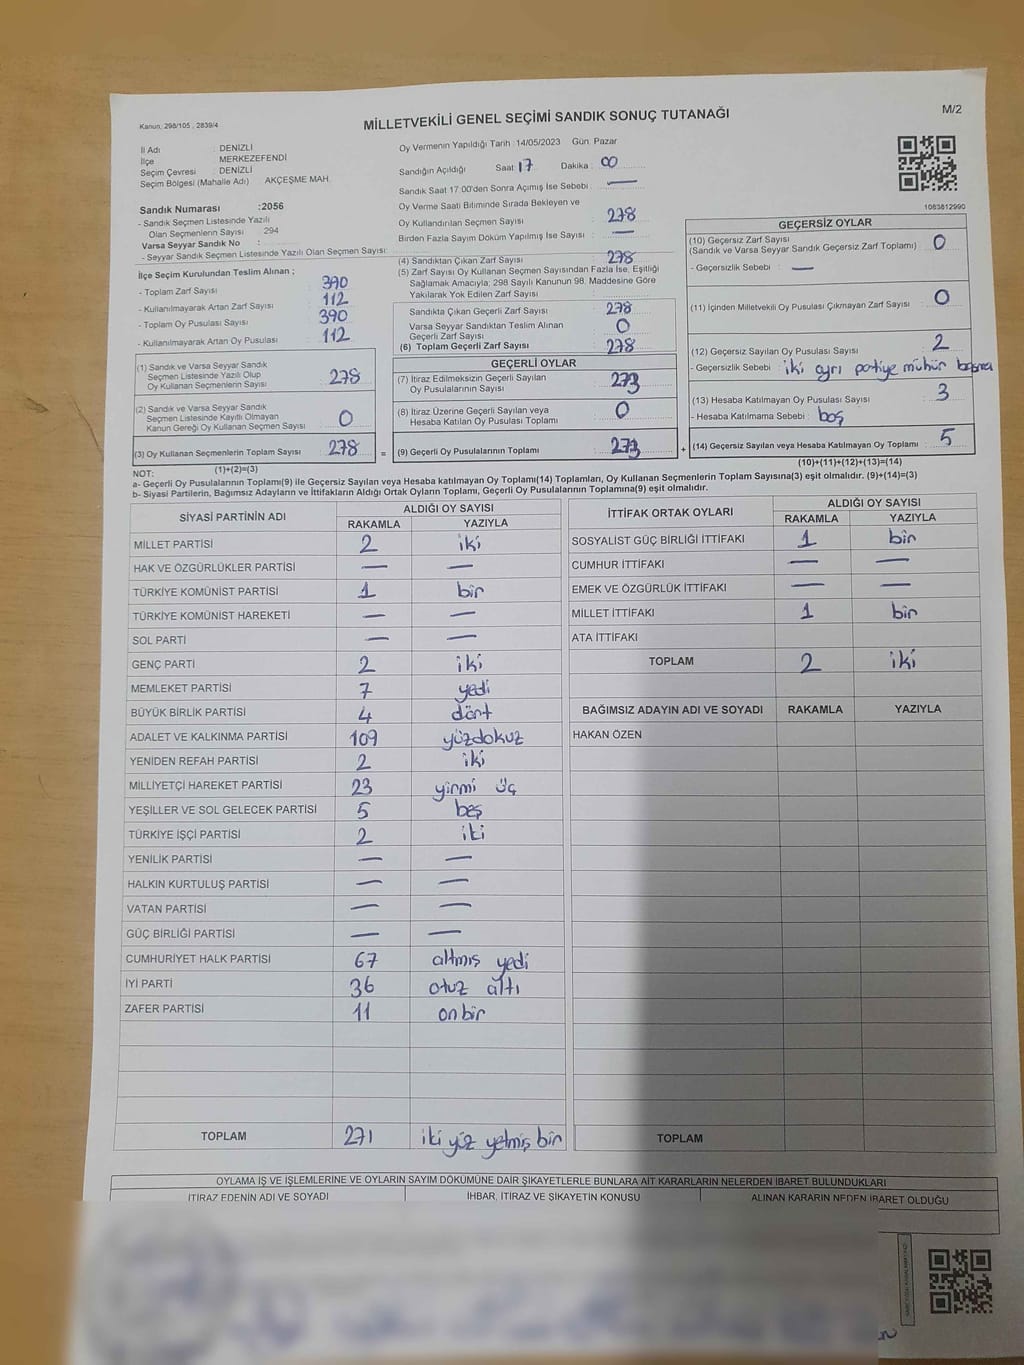 Kanun; 298/105 , 2839/4
MİLLETVEKİLİ GENEL SEÇİMİ SANDIK SONUÇ TUTANAĞI
M/2
İl Adı : DENİZLİ
İlçe MERKEZEFENDİ
Seçim Çevresi : DENİZLİ
Seçim Bölgesi (Mahalle Adı) AKÇEŞME MAH.
Sandık Numarası :2056
- Sandık Seçmen Listesinde Yazılı
Olan Seçmenlerin Sayısı : 294
Varsa Seyyar Sandık No :
- Seyyar Sandık Seçmen Listesinde Yazılı Olan Seçmen Sayısı:
İlçe Seçim Kurulundan Teslim Alınan ;
- Toplam Zarf Sayısı : 390
- Kullanılmayarak Artan Zarf Sayısı : 112
- Toplam Oy Pusulası Sayısı : 390
- Kullanılmayarak Artan Oy Pusulası : 112
(1) Sandık ve Varsa Seyyar Sandık
Seçmen Listesinde Yazılı Olup
Oy Kullanan Seçmenlerin Sayısı : 278
(2) Sandık ve Varsa Seyyar Sandık
Seçmen Listesinde Kayıtlı Olmayan
Kanun Gereği Oy Kullanan Seçmen Sayısı : 0
(3) Oy Kullanan Seçmenlerin Toplam Sayısı : 278
Oy Vermenin Yapıldığı Tarih : 14/05/2023 Gün: Pazar
Sandığın Açıldığı Saat: 17 Dakika : 00
Sandık Saat 17:00'den Sonra Açımış İse Sebebi : —
Oy Verme Saati Bitiminde Sırada Bekleyen ve
Oy Kullandırılan Seçmen Sayısı : 278
Birden Fazla Sayım Döküm Yapılmış İse Sayısı : —
(4) Sandıktan Çıkan Zarf Sayısı : 278
(5) Zarf Sayısı Oy Kullanan Seçmen Sayısından Fazla İse, Eşitliği
Sağlamak Amacıyla; 298 Sayılı Kanunun 98. Maddesine Göre
Yakılarak Yok Edilen Zarf Sayısı :
Sandıkta Çıkan Geçerli Zarf Sayısı : 278
Varsa Seyyar Sandıktan Teslim Alınan
Geçerli Zarf Sayısı : 0
(6) Toplam Geçerli Zarf Sayısı : 278
GEÇERLİ OYLAR
(7) İtiraz Edilmeksizin Geçerli Sayılan
Oy Pusulalarının Sayısı : 273
(8) İtiraz Üzerine Geçerli Sayılan veya
Hesaba Katılan Oy Pusulası Toplamı : 0
= (9) Geçerli Oy Pusulalarının Toplamı : 273 +
1083812990
GEÇERSİZ OYLAR
(10) Geçersiz Zarf Sayısı
(Sandık ve Varsa Seyyar Sandık Geçersiz Zarf Toplamı) : 0
- Geçersizlik Sebebi : —
(11) İçinden Milletvekili Oy Pusulası Çıkmayan Zarf Sayısı : 0
(12) Geçersiz Sayılan Oy Pusulası Sayısı : 2
- Geçersizlik Sebebi : iki ayrı partiye mühür
(13) Hesaba Katılmayan Oy Pusulası Sayısı : 3
- Hesaba Katılmama Sebebi : boş
(14) Geçersiz Sayılan veya Hesaba Katılmayan Oy Toplamı : 5
NOT: (1)+(2)=(3)
(10)+(11)+(12)+(13)=(14)
a- Geçerli Oy Pusulalarının Toplamı(9) ile Geçersiz Sayılan veya Hesaba katılmayan Oy Toplamı(14) Toplamları, Oy Kullanan Seçmenlerin Toplam Sayısına(3) eşit olmalıdır. (9)+(14)=(3)
b- Siyasi Partilerin, Bağımsız Adayların ve İttifakların Aldığı Ortak Oyların Toplamı, Geçerli Oy Pusulalarının Toplamına(9) eşit olmalıdır.
SİYASİ PARTİNİN ADI ALDIĞI OY SAYISI
RAKAMLA YAZIYLA
MİLLET PARTİSİ 2 iki
HAK VE ÖZGÜRLÜKLER PARTİSİ — —
TÜRKİYE KOMÜNİST PARTİSİ 1 bir
TÜRKİYE KOMÜNİST HAREKETİ — —
SOL PARTİ — —
GENÇ PARTİ 2 iki
MEMLEKET PARTİSİ 7 yedi
BÜYÜK BİRLİK PARTİSİ 4 dört
ADALET VE KALKINMA PARTİSİ 109 yüzdokuz
YENİDEN REFAH PARTİSİ 2 iki
MİLLİYETÇİ HAREKET PARTİSİ 23 yirmi üç
YEŞİLLER VE SOL GELECEK PARTİSİ 5 beş
TÜRKİYE İŞÇİ PARTİSİ 2 iki
YENİLİK PARTİSİ — —
HALKIN KURTULUŞ PARTİSİ — —
VATAN PARTİSİ — —
GÜÇ BİRLİĞİ PARTİSİ — —
CUMHURİYET HALK PARTİSİ 67 altmış yedi
İYİ PARTİ 36 otuz altı
ZAFER PARTİSİ 11 onbir
TOPLAM 271 iki yüz yetmiş bir
İTTİFAK ORTAK OYLARI ALDIĞI OY SAYISI
RAKAMLA YAZIYLA
SOSYALİST GÜÇ BİRLİĞİ İTTİFAKI 1 bir
CUMHUR İTTİFAKI — —
EMEK VE ÖZGÜRLÜK İTTİFAKI — —
MİLLET İTTİFAKI 1 bir
ATA İTTİFAKI
TOPLAM 2 iki
BAĞIMSIZ ADAYIN ADI VE SOYADI RAKAMLA YAZIYLA
HAKAN ÖZEN
TOPLAM
OYLAMA İŞ VE İŞLEMLERİNE VE OYLARIN SAYIM DÖKÜMÜNE DAİR ŞİKAYETLERLE BUNLARA AİT KARARLARIN NELERDEN İBARET BULUNDUKLARI
İTİRAZ EDENİN ADI VE SOYADI İHBAR, İTİRAZ VE ŞİKAYETİN KONUSU ALINAN KARARIN NEDEN İBARET OLDUĞU